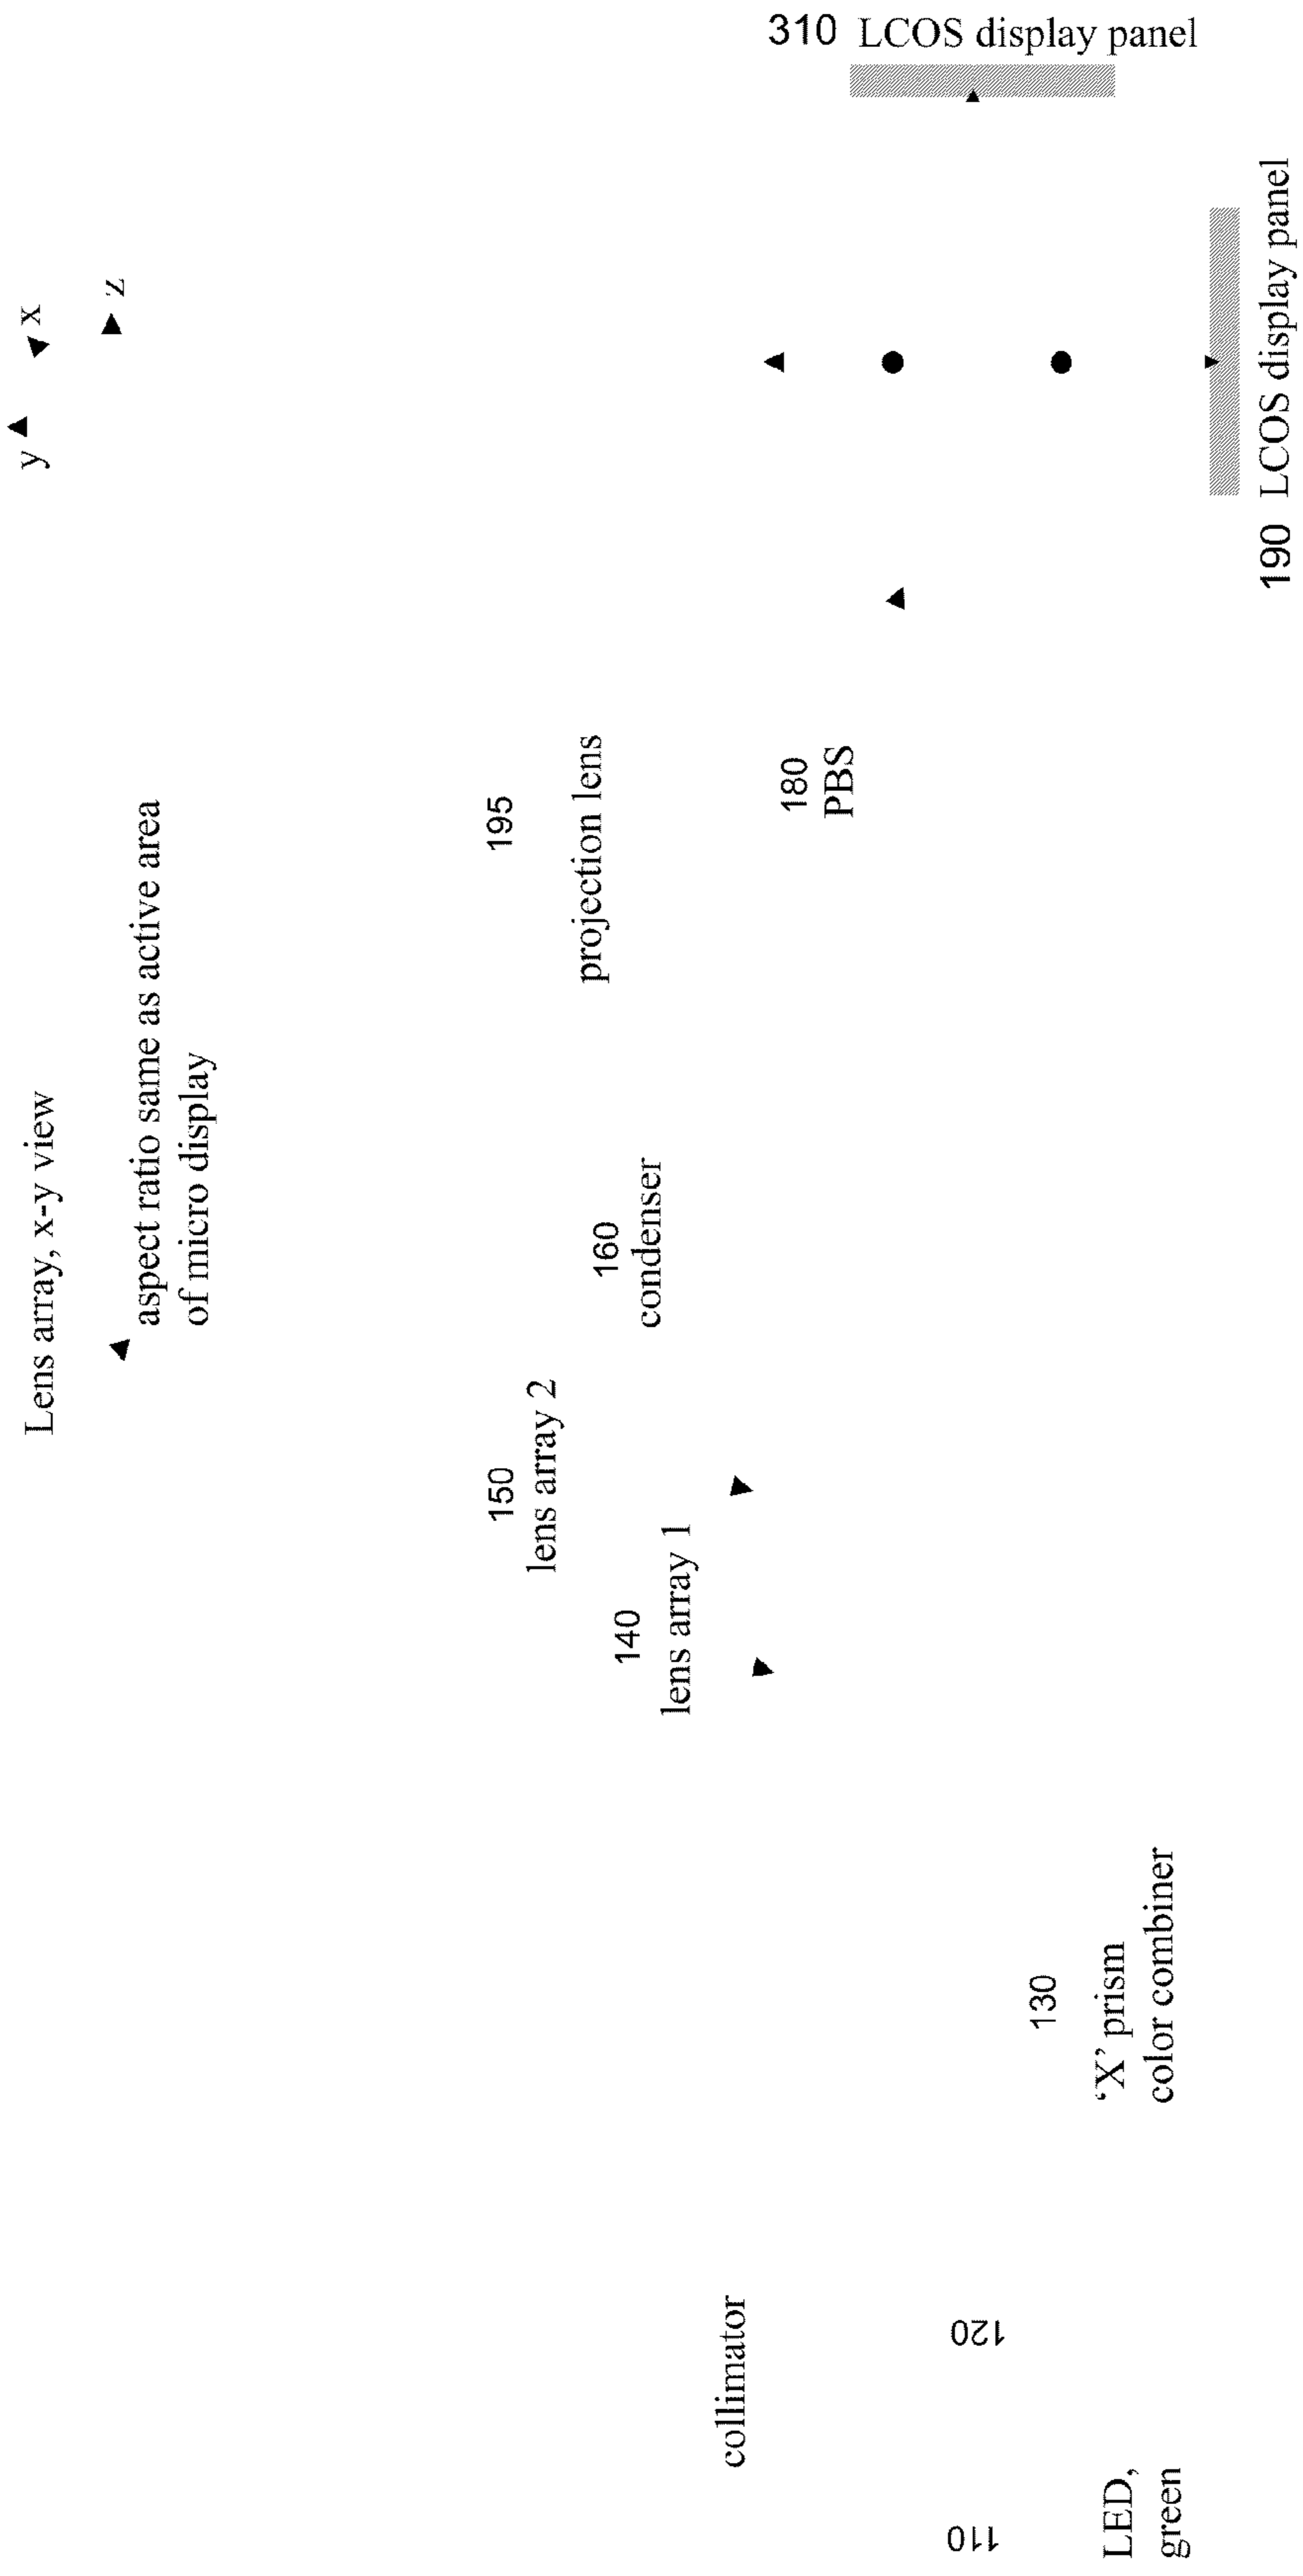 310 LCOS display panel
y
x
z
Lens array, x-y view
aspect ratio same as active area
of micro display
195
projection lens
180
PBS
190 LCOS display panel
160
condenser
150
lens array 2
140
lens array 1
130
‘X’ prism
color combiner
collimator
120
110
LED,
green